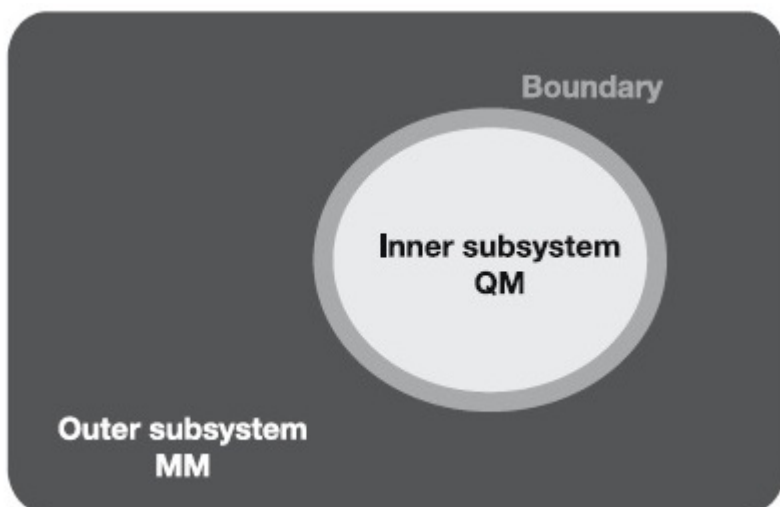 Boundary
Inner subsystem
QM
Outer subsystem
MM